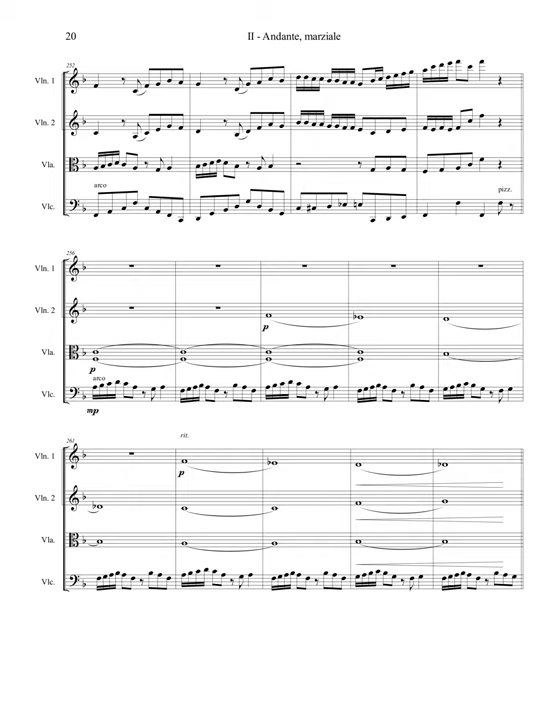 20
II - Andante, marziale
252
Vln. 1
Vln. 2
Vla.
arco
pizz.
Vlc.
256
Vln. 1
Vln. 2
p
Vla.
p
arco
Vlc.
mp
261
rit.
Vln. 1
p
Vln. 2
Vla.
Vlc.